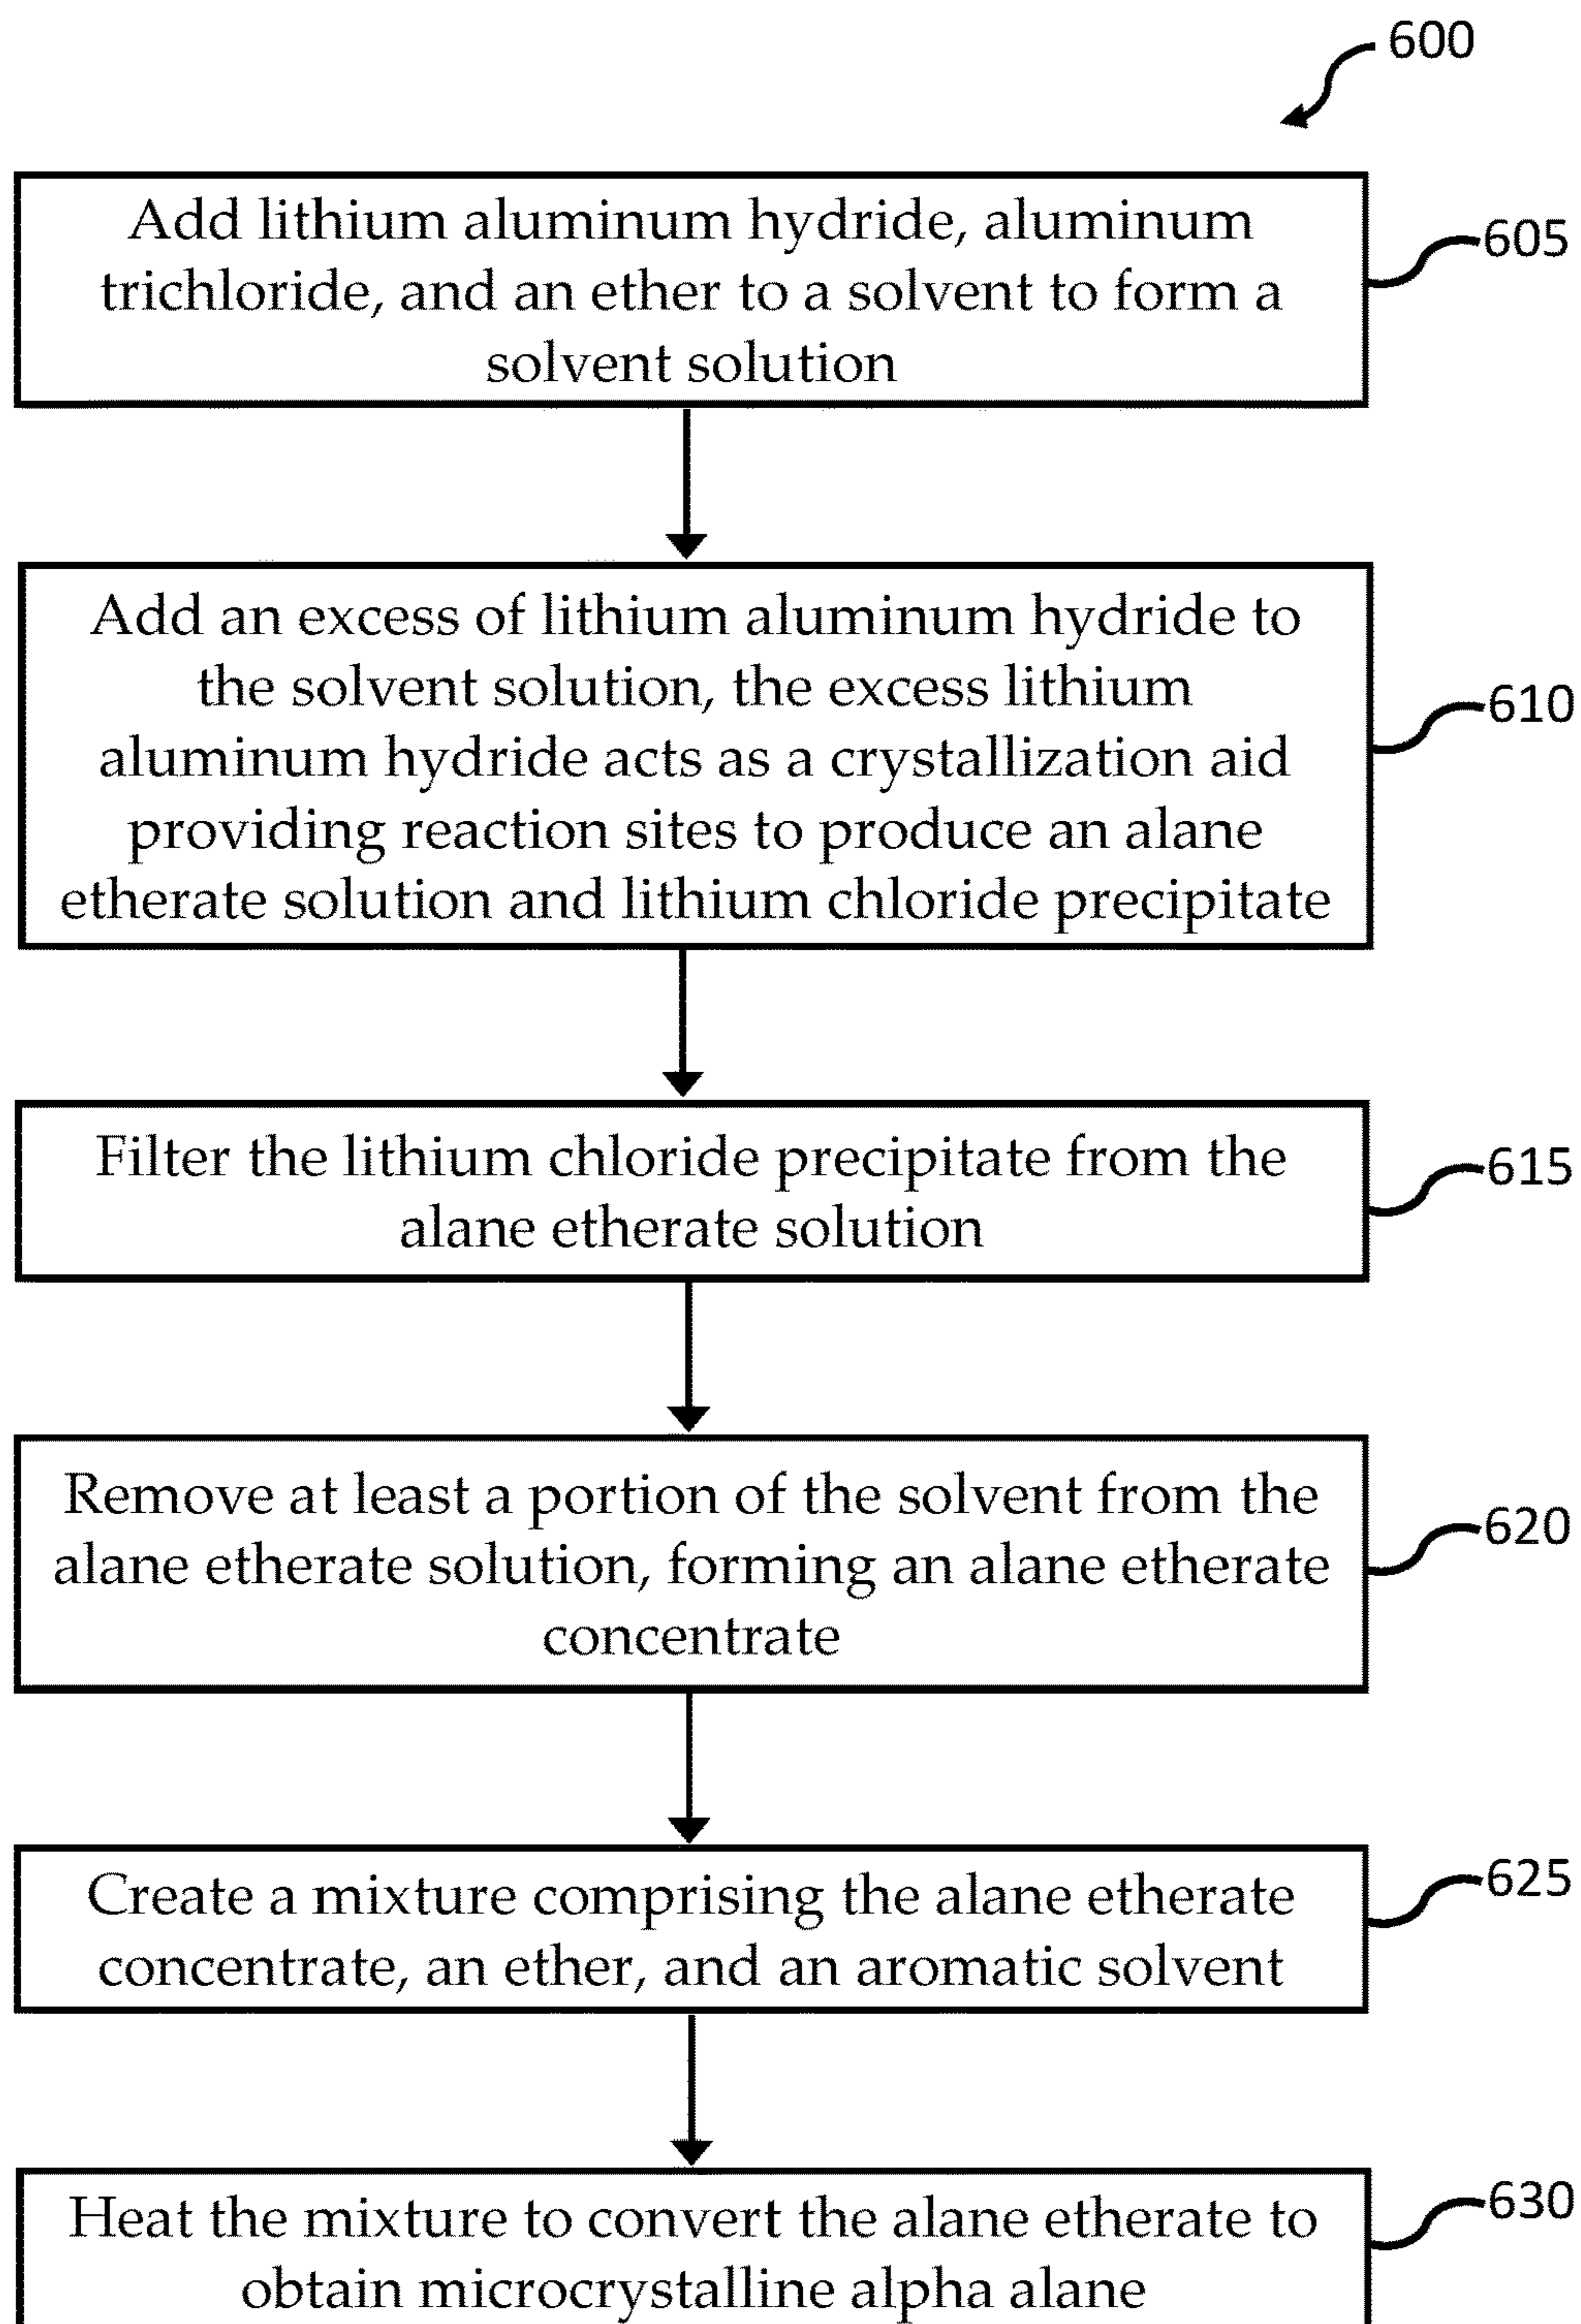 600
Add lithium aluminum hydride, aluminum
trichloride, and an ether to a solvent to form a
solvent solution
605
Add an excess of lithium aluminum hydride to
the solvent solution, the excess lithium
aluminum hydride acts as a crystallization aid
providing reaction sites to produce an alane
etherate solution and lithium chloride precipitate
610
Filter the lithium chloride precipitate from the
alane etherate solution
615
Remove at least a portion of the solvent from the
alane etherate solution, forming an alane etherate
concentrate
620
Create a mixture comprising the alane etherate
concentrate, an ether, and an aromatic solvent
625
Heat the mixture to convert the alane etherate to
obtain microcrystalline alpha alane
630